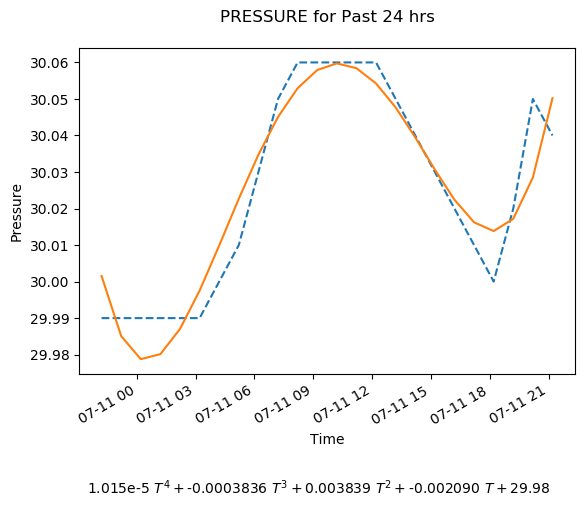 PRESSURE for Past 24 hrs
30.06
30.05
30.04
30.03
30.02
30.01
30.00
29.99
29.98
Pressure
07-11 00 07-11 03 07-11 06 07-11 09 07-11 12 07-11 15 07-11 18 07-11 21
Time
1.015e-5 T⁴ + -0.0003836 T³ + 0.003839 T² + -0.002090 T + 29.98